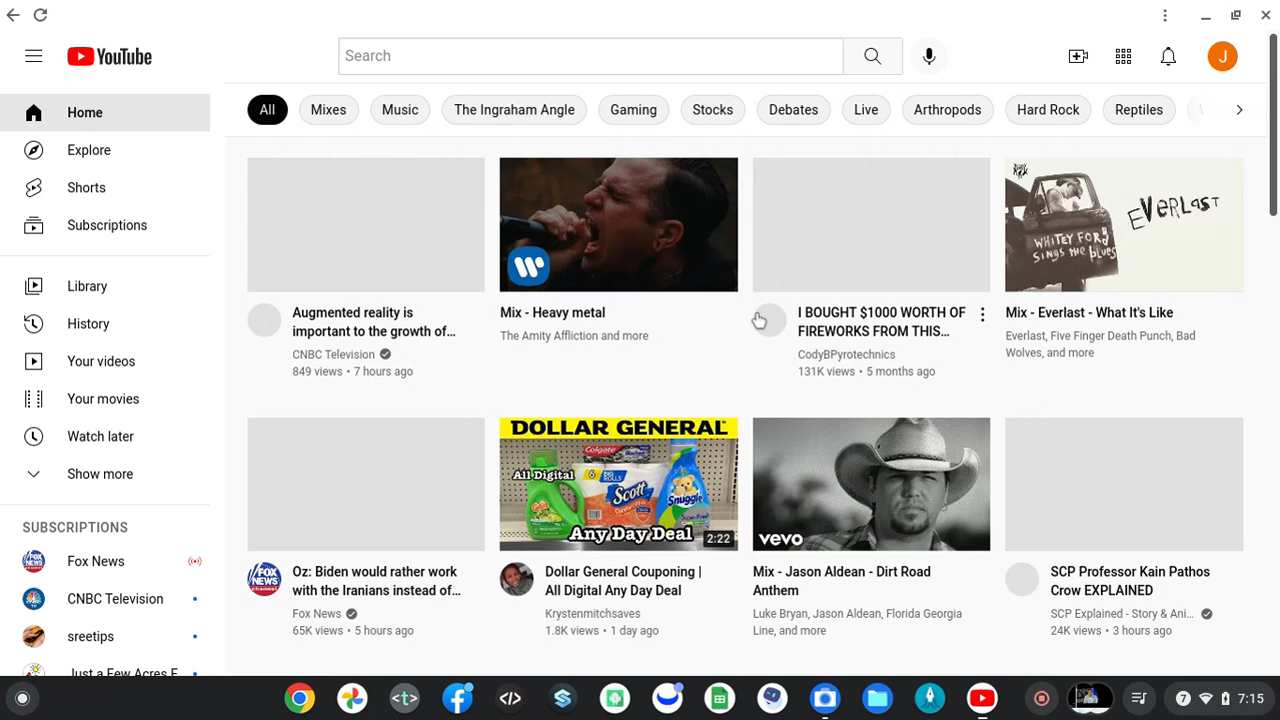 YouTube
Search
J
Home
Explore
Shorts
Subscriptions
Library
History
Your videos
Your movies
Watch later
Show more
SUBSCRIPTIONS
Fox News
CNBC Television
sreetips
Just a Few Acres F
All
Mixes
Music
The Ingraham Angle
Gaming
Stocks
Debates
Live
Arthropods
Hard Rock
Reptiles
Augmented reality is
important to the growth of...
CNBC Television
849 views • 7 hours ago
Mix - Heavy metal
The Amity Affliction and more
I BOUGHT $1000 WORTH OF
FIREWORKS FROM THIS...
CodyBPyrotechnics
131K views • 5 months ago
EVERLAST
WHITEY FORD
SINGS THE BLUES
Mix - Everlast - What It's Like
Everlast, Five Finger Death Punch, Bad
Wolves, and more
Oz: Biden would rather work
with the Iranians instead of...
Fox News
65K views • 5 hours ago
DOLLAR GENERAL
Colgate
All Digital
6
Gain
Scott
Snuggle
Any Day Deal
2:22
Dollar General Couponing |
All Digital Any Day Deal
Krystenmitchsaves
1.8K views • 1 day ago
vevo
Mix - Jason Aldean - Dirt Road
Anthem
Luke Bryan, Jason Aldean, Florida Georgia
Line, and more
SCP Professor Kain Pathos
Crow EXPLAINED
SCP Explained - Story & Ani...
24K views • 3 hours ago
<t>
</>
7
7:15